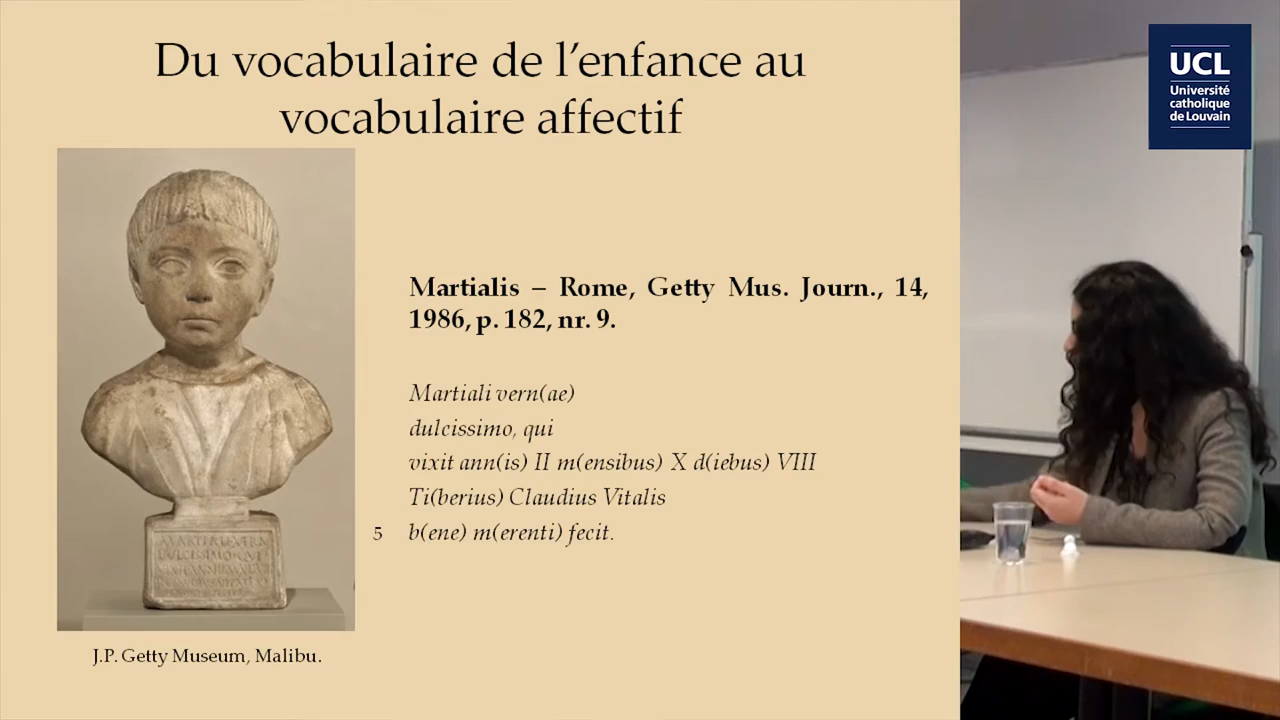 Du vocabulaire de l'enfance au
vocabulaire affectif
Martialis – Rome, Getty Mus. Journ., 14,
1986, p. 182, nr. 9.
Martiali vern(ae)
dulcissimo, qui
vixit ann(is) II m(ensibus) X d(iebus) VIII
Ti(berius) Claudius Vitalis
5 b(ene) m(erenti) fecit.
J.P. Getty Museum, Malibu.
UCL
Université
catholique
de Louvain